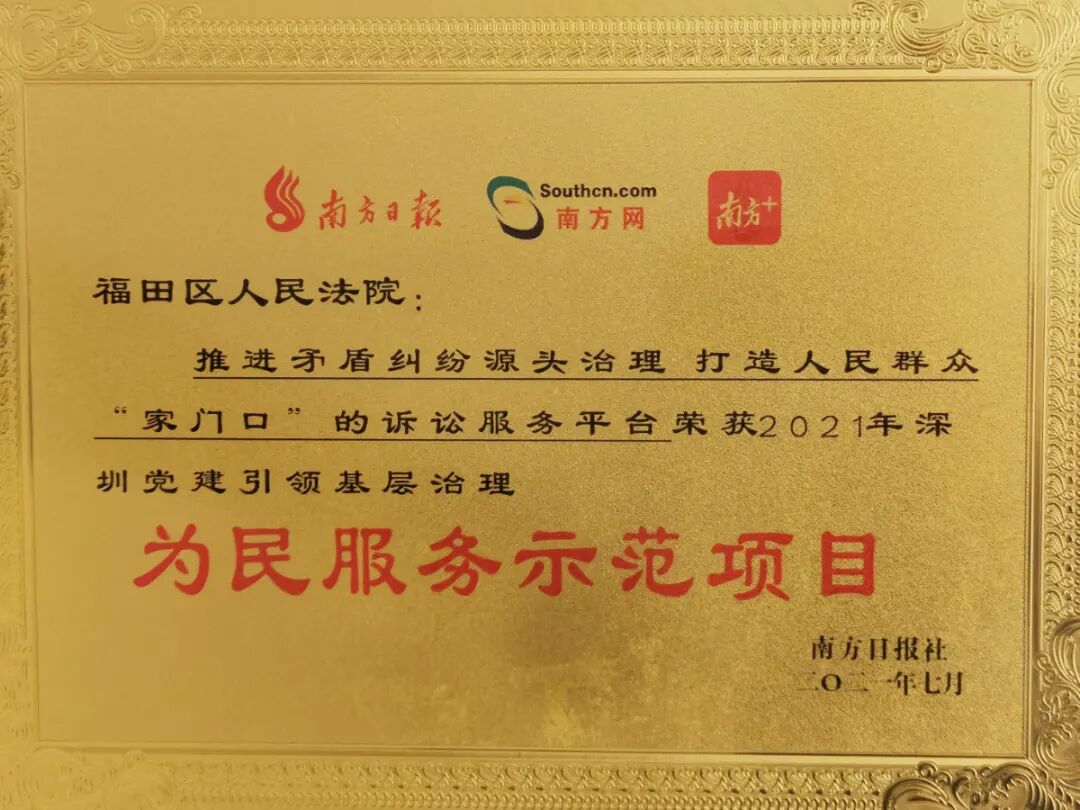 南方日报
Southcn.com
南方网
南方+
福田区人民法院：
推进矛盾纠纷源头治理 打造人民群众
“家门口”的诉讼服务平台荣获2021年深
圳党建引领基层治理
为民服务示范项目
南方日报社
二〇二一年七月